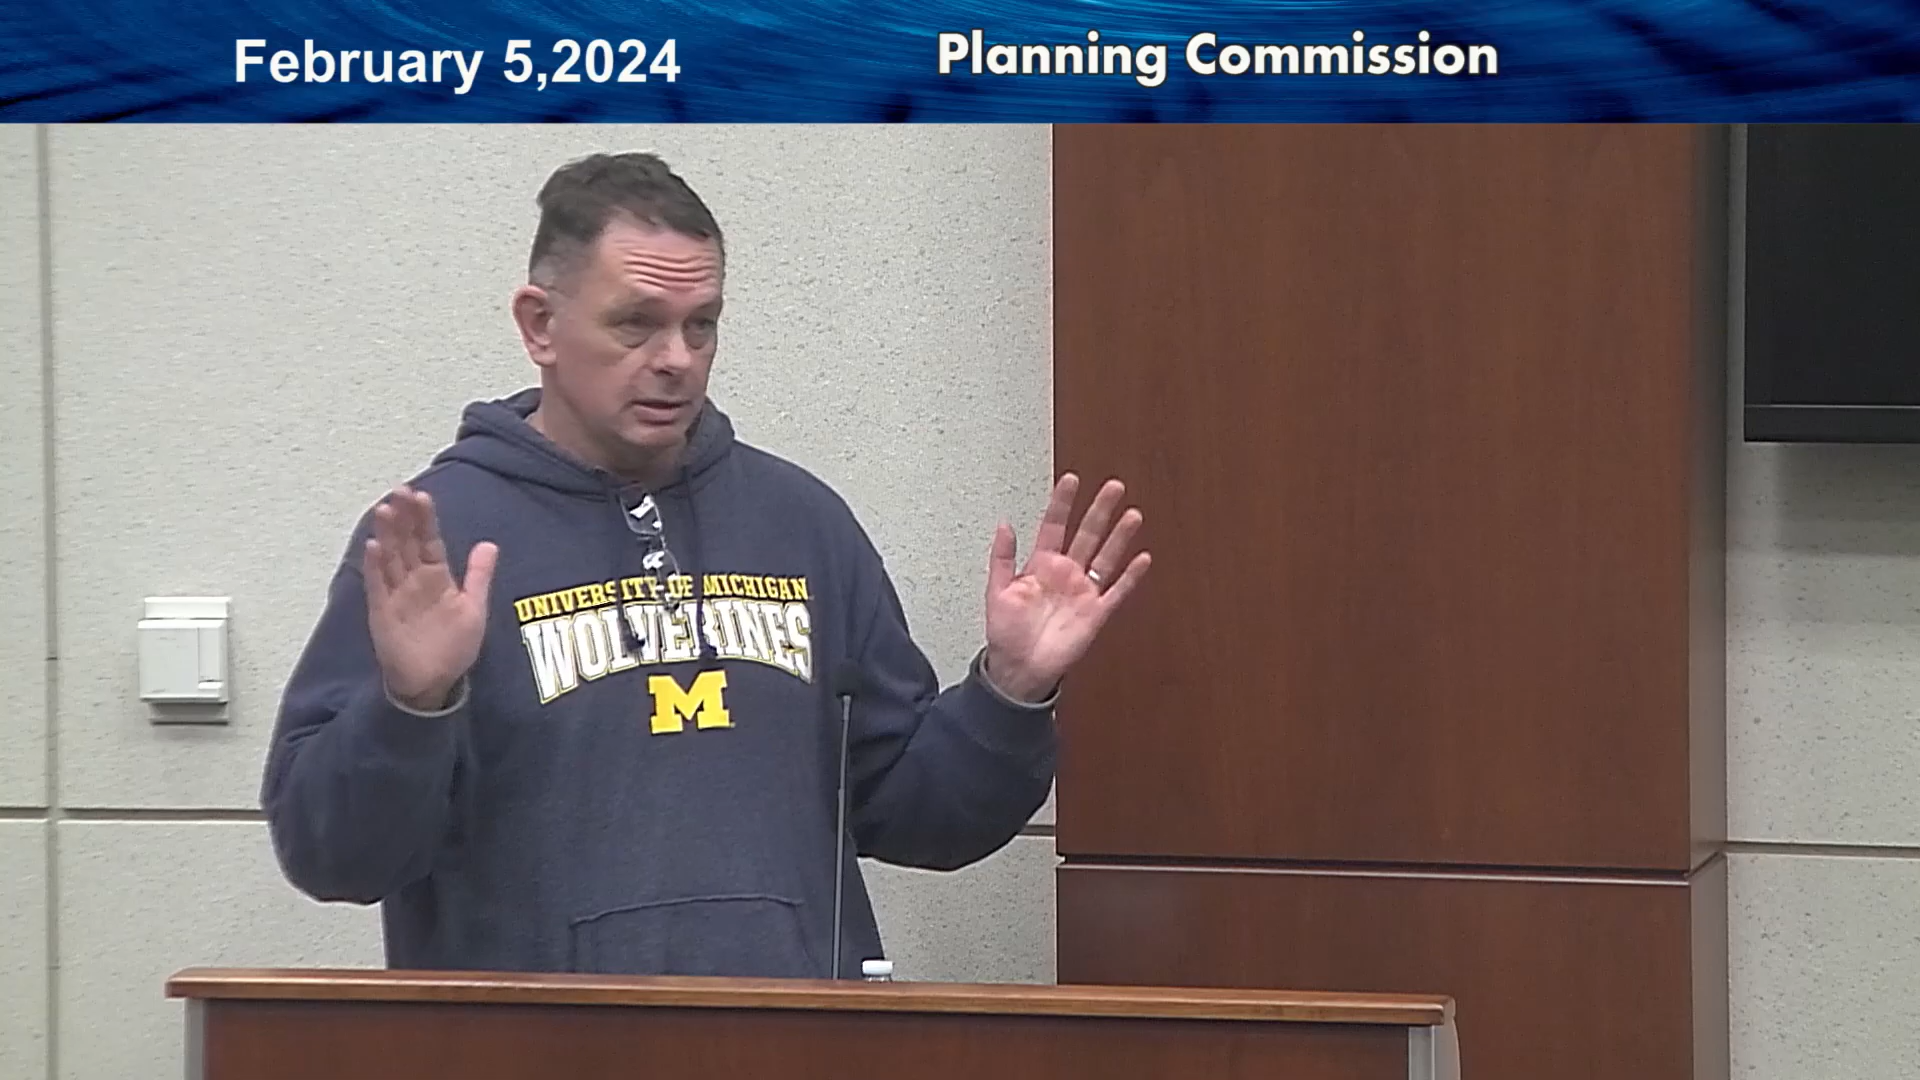 February 5,2024
Planning Commission
UNIVERSITY OF MICHIGAN
WOLVERINES
M